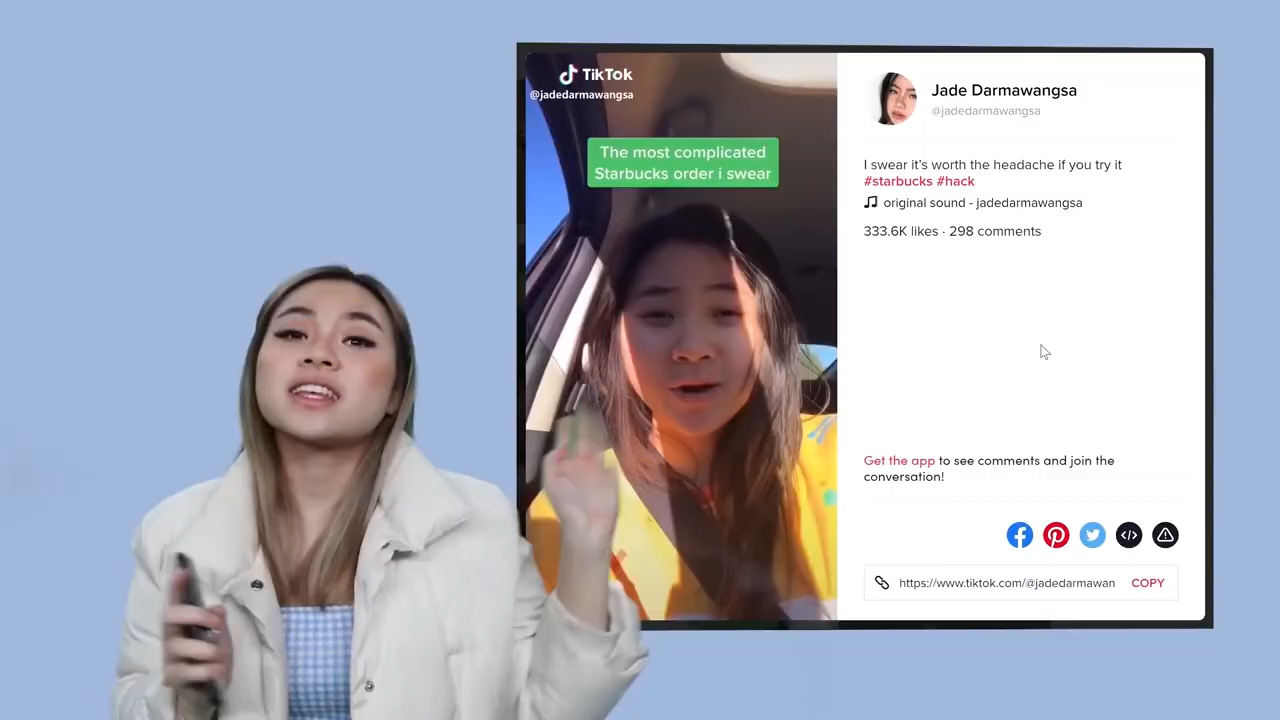 TikTok
@jadedarmawangsa
The most complicated
Starbucks order i swear
Jade Darmawangsa
@jadedarmawangsa
I swear it's worth the headache if you try it
#starbucks #hack
original sound - jadedarmawangsa
333.6K likes · 298 comments
Get the app to see comments and join the
conversation!
https://www.tiktok.com/@jadedarmawan
COPY